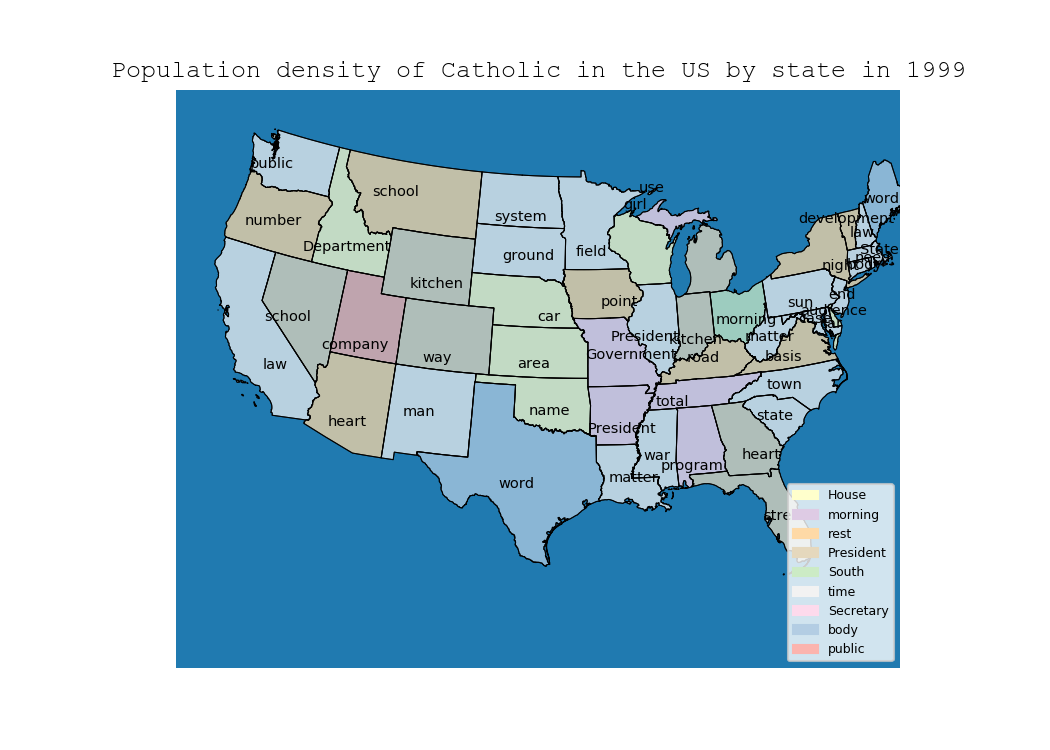 Population density of Catholic in the US by state in 1999
public
school
use
girl
word
number
system
development
law
Department
field
State
ground
night
kitchen
end
point
sun
car
audience
school
morning
President
kitchen
matter
company
Government
road
basis
way
area
law
town
total
man
name
state
heart
President
war
heart
program
matter
word
House
morning
rest
President
South
time
Secretary
body
public